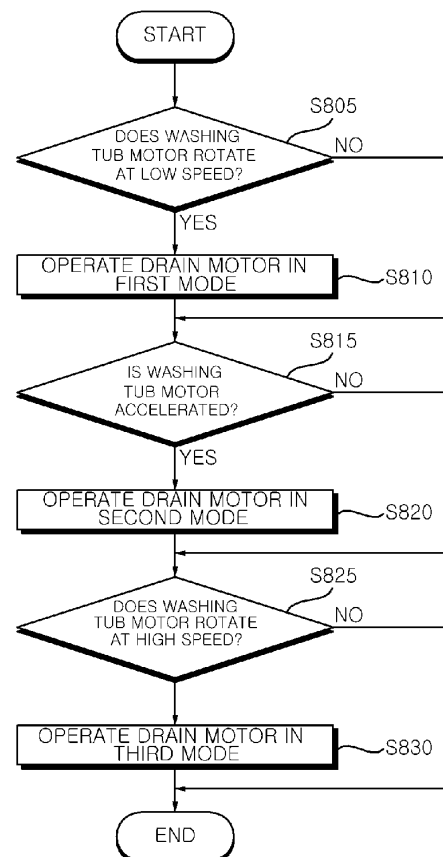 START
S805
DOES WASHING
TUB MOTOR ROTATE
AT LOW SPEED?
NO
YES
OPERATE DRAIN MOTOR IN
FIRST MODE
S810
S815
IS WASHING
TUB MOTOR
ACCELERATED?
NO
YES
OPERATE DRAIN MOTOR IN
SECOND MODE
S820
S825
DOES WASHING
TUB MOTOR ROTATE
AT HIGH SPEED?
NO
OPERATE DRAIN MOTOR IN
THIRD MODE
S830
END